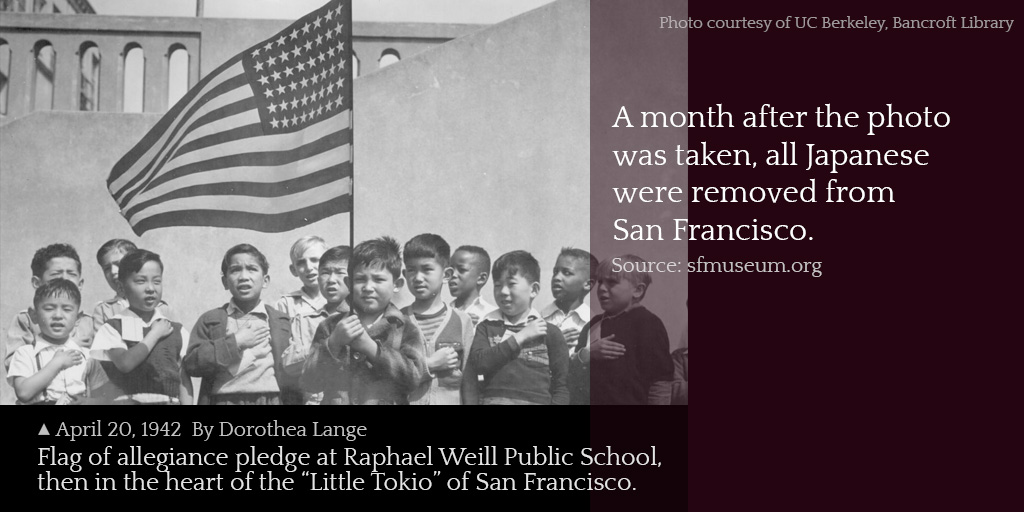 Photo courtesy of UC Berkeley, Bancroft Library
A month after the photo
was taken, all Japanese
were removed from
San Francisco.
Source: sfmuseum.org
▲ April 20, 1942 By Dorothea Lange
Flag of allegiance pledge at Raphael Weill Public School,
then in the heart of the “Little Tokio” of San Francisco.